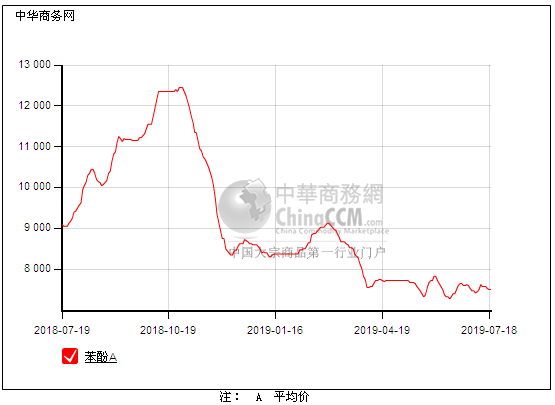 中华商务网
13 000
12 000
11 000
10 000
9 000
8 000
中華商務網
ChinaCCM.com
China Commodity Marketplace
中国大宗商品第一行业门户
2018-07-19
2018-10-19
2019-01-16
2019-04-19
2019-07-18
苯酚A
注： A 平均价